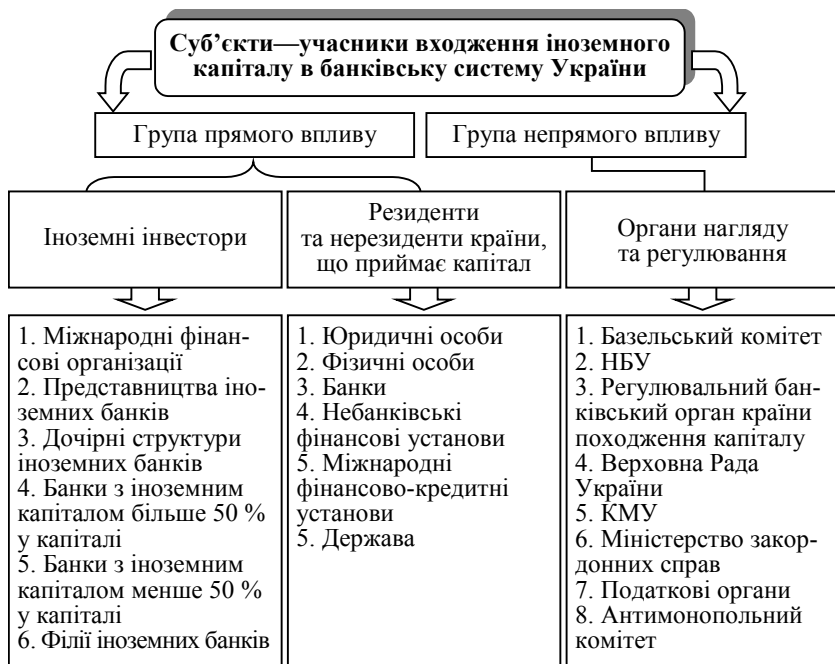 Суб’єкти—учасники входження іноземного
капіталу в банківську систему України
Група прямого впливу
Група непрямого впливу
Іноземні інвестори
Резиденти
та нерезиденти країни,
що приймає капітал
Органи нагляду
та регулювання
1. Міжнародні фінан-
сові організації
2. Представництва іно-
земних банків
3. Дочірні структури
іноземних банків
4. Банки з іноземним
капіталом більше 50 %
у капіталі
5. Банки з іноземним
капіталом менше 50 %
у капіталі
6. Філії іноземних банків
1. Юридичні особи
2. Фізичні особи
3. Банки
4. Небанківські
фінансові установи
5. Міжнародні
фінансово-кредитні
установи
5. Держава
1. Базельський комітет
2. НБУ
3. Регулювальний бан-
ківський орган країни
походження капіталу
4. Верховна Рада
України
5. КМУ
6. Міністерство закор-
донних справ
7. Податкові органи
8. Антимонопольний
комітет